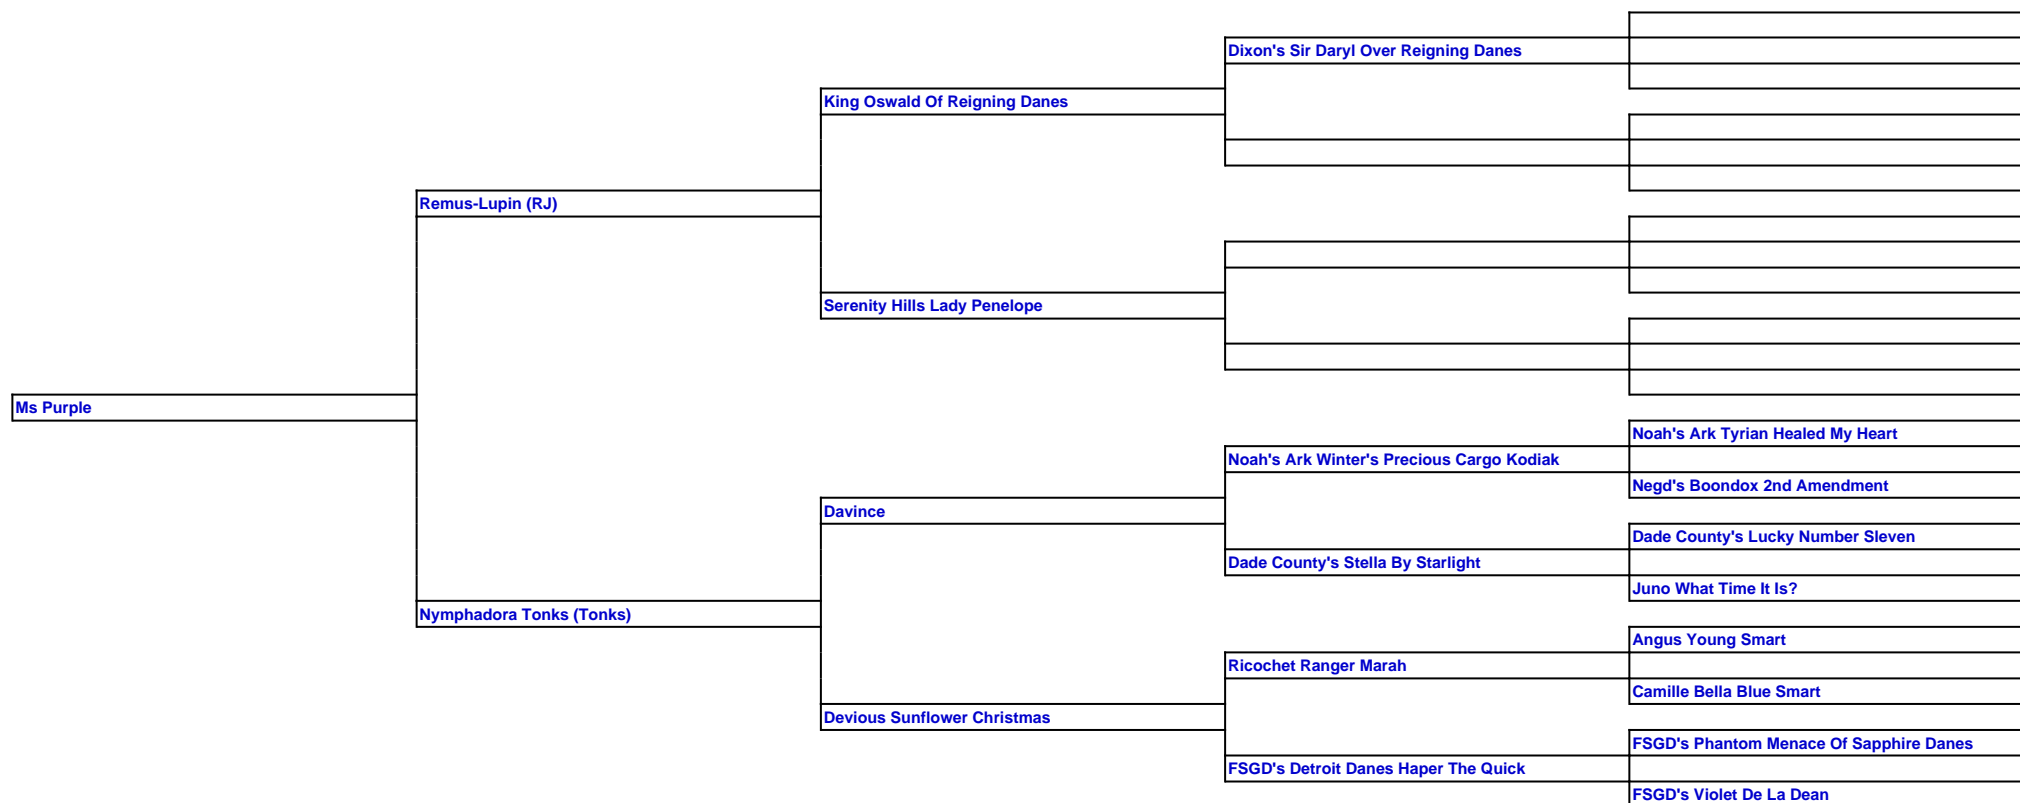 Dixon's Sir Daryl Over Reigning Danes
King Oswald Of Reigning Danes
Remus-Lupin (RJ)
Serenity Hills Lady Penelope
Ms Purple
Noah's Ark Tyrian Healed My Heart
Noah's Ark Winter's Precious Cargo Kodiak
Negd's Boondox 2nd Amendment
Davince
Dade County's Lucky Number Sleven
Dade County's Stella By Starlight
Juno What Time It Is?
Nymphadora Tonks (Tonks)
Angus Young Smart
Ricochet Ranger Marah
Camille Bella Blue Smart
Devious Sunflower Christmas
FSGD's Phantom Menace Of Sapphire Danes
FSGD's Detroit Danes Haper The Quick
FSGD's Violet De La Dean